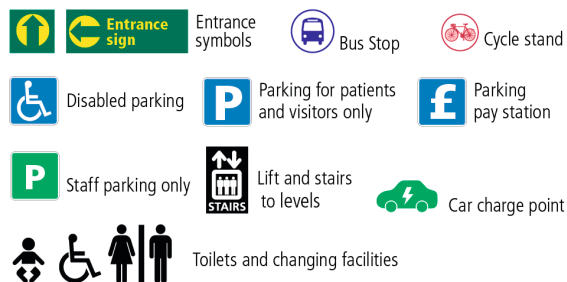 Entrance
sign
Entrance
symbols
Bus Stop
Cycle stand
Disabled parking
P
Parking for patients
and visitors only
£
Parking
pay station
P
Staff parking only
STAIRS
Lift and stairs
to levels
Car charge point
Toilets and changing facilities